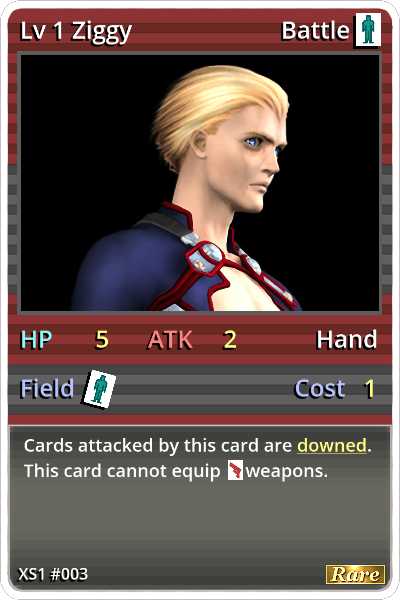 Lv 1 Ziggy Battle
HP 5 ATK 2 Hand
Field Cost 1
Cards attacked by this card are downed.
This card cannot equip weapons.
XS1 #003 Rare